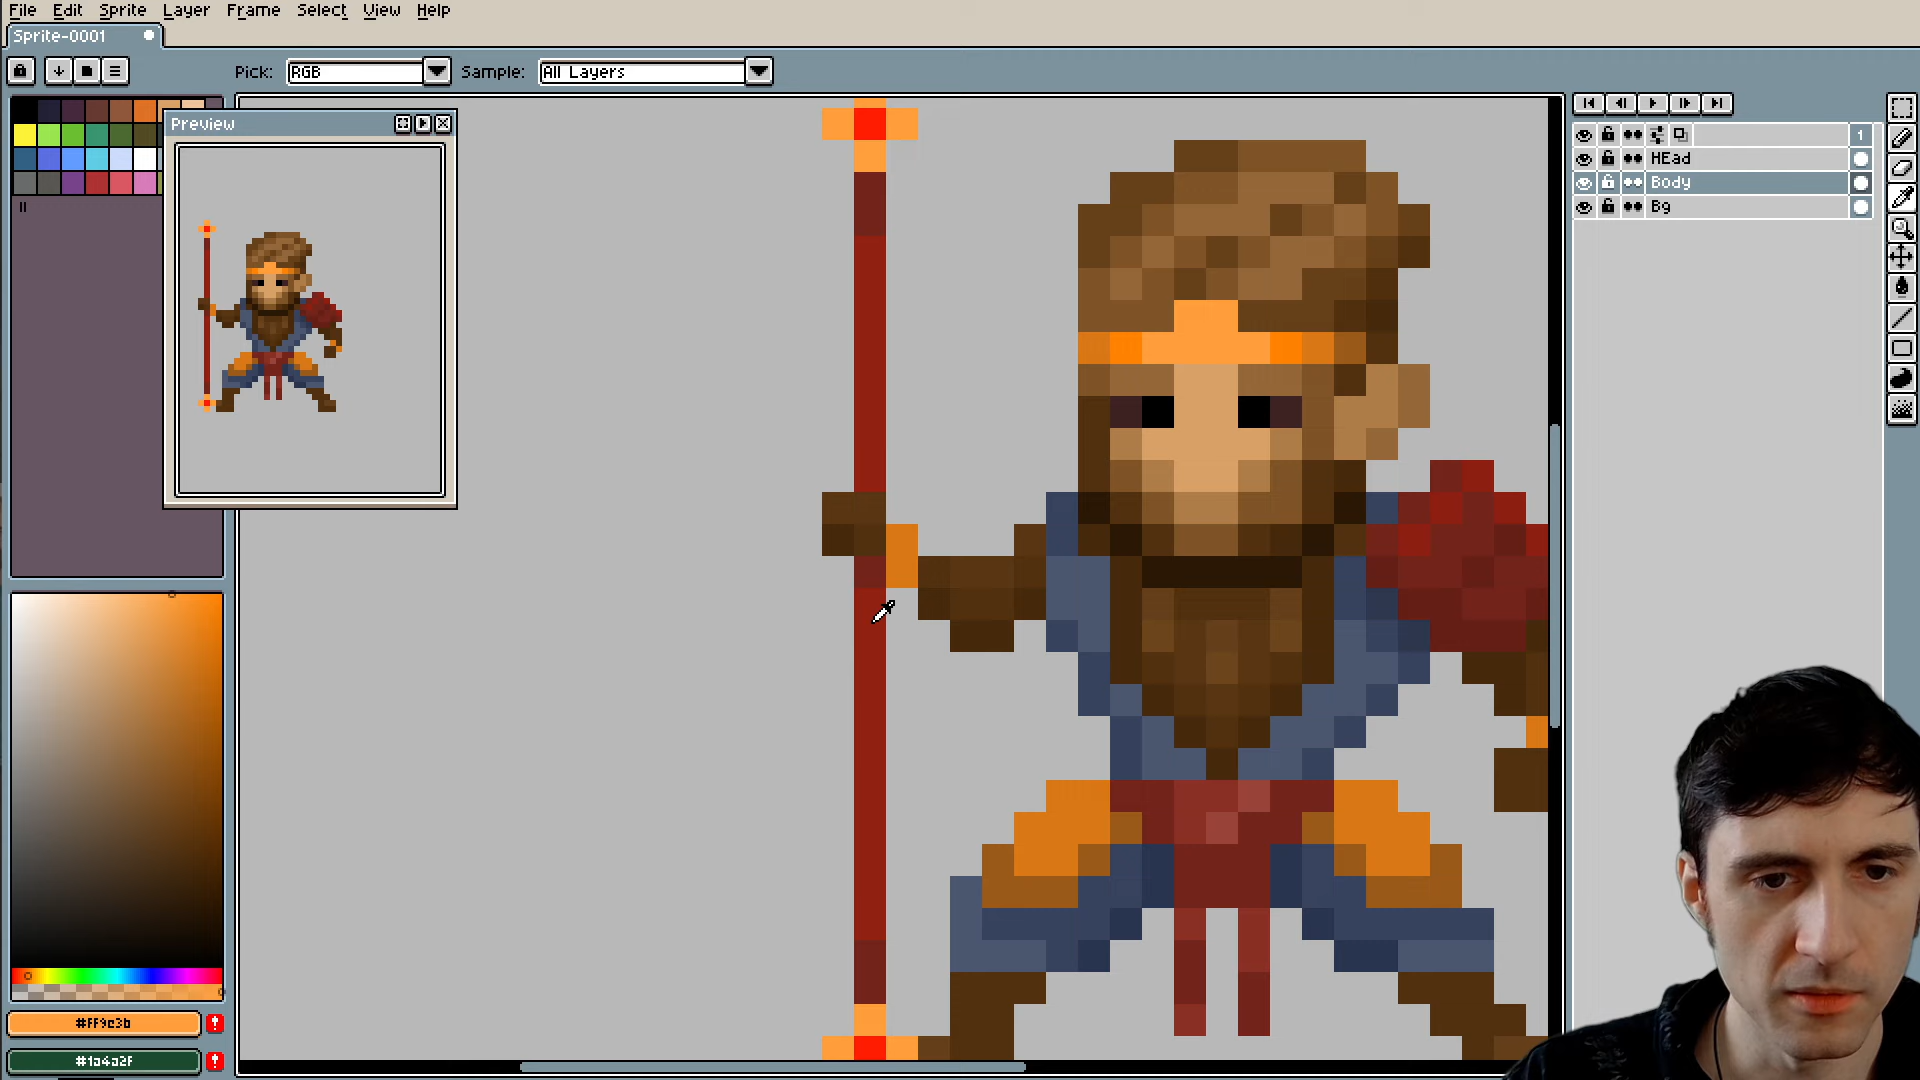 File Edit Sprite Layer Frame Select View Help
Sprite-0001
Pick: RGB Sample: All Layers
Preview
1
HEad
Body
Bg
#ff9c3b
#1a4a2f